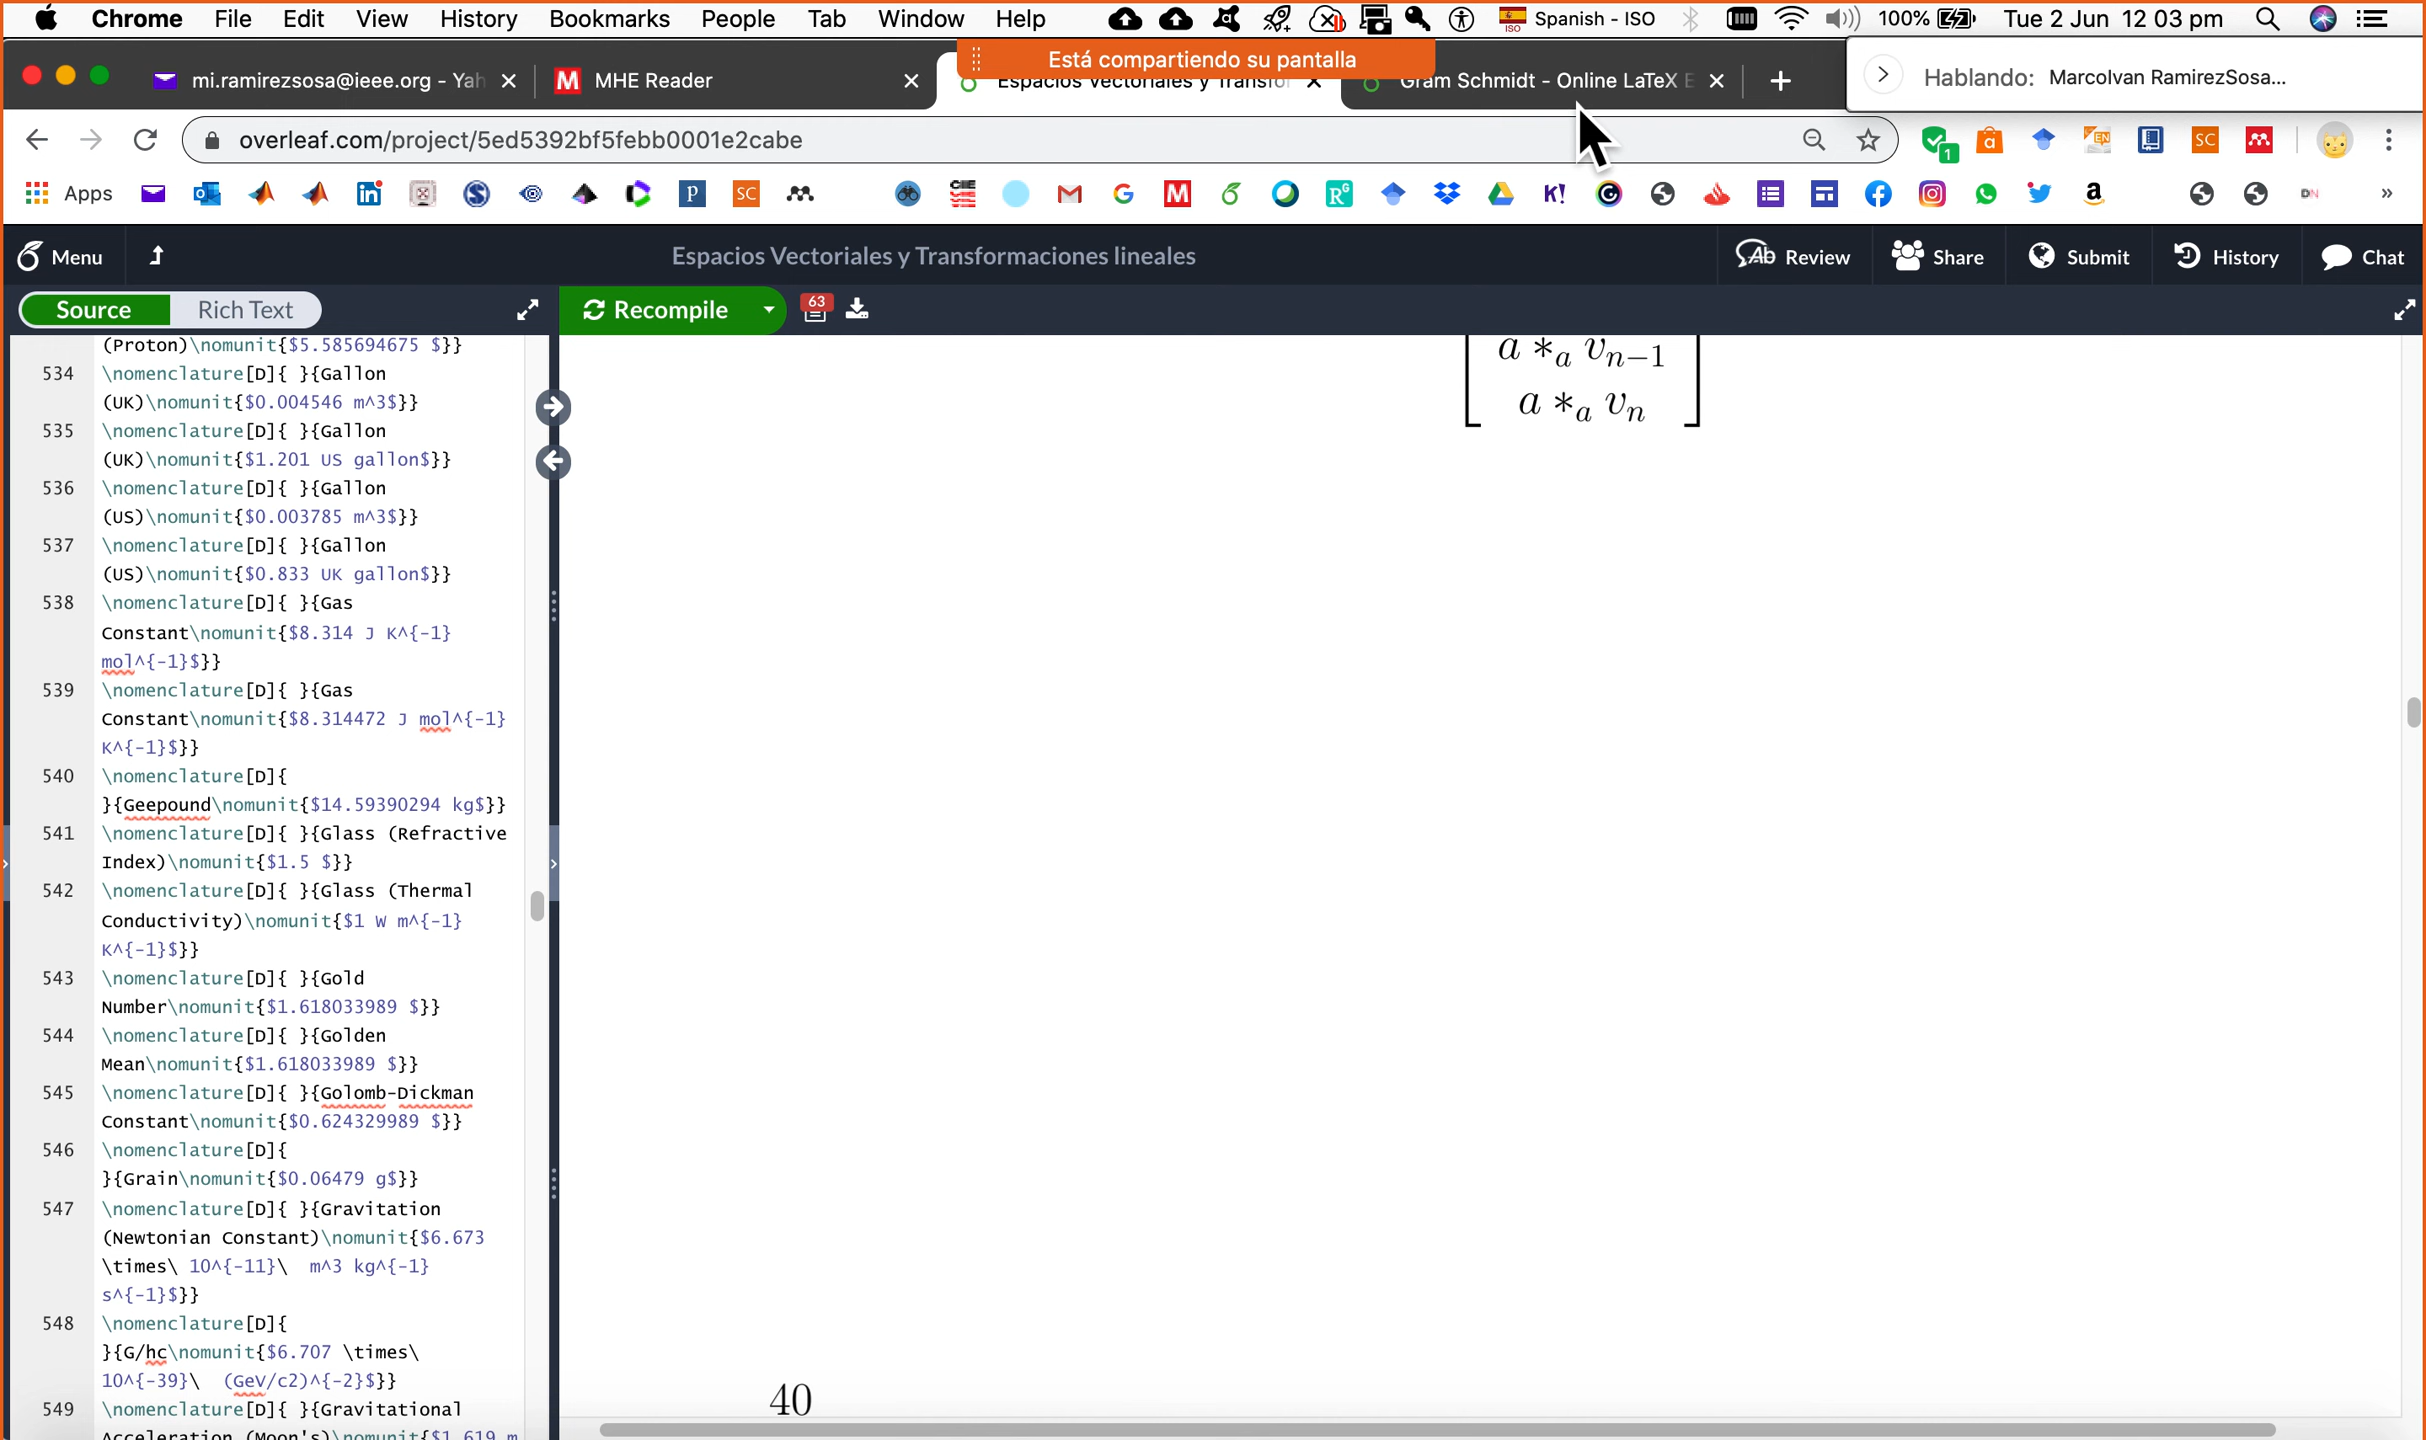 Chrome File Edit View History Bookmarks People Tab Window Help Spanish - ISO 100% Tue 2 Jun 12 03 pm
Está compartiendo su pantalla
mi.ramirezsosa@ieee.org - Yah MHE Reader Espacios Vectoriales y Transfor Gram Schmidt - Online LaTeX E Hablando: MarcoIvan RamirezSosa...
overleaf.com/project/5ed5392bf5febb0001e2cabe
Apps
Menu Espacios Vectoriales y Transformaciones lineales Review Share Submit History Chat
Source Rich Text Recompile 63
(Proton)\nomunit{$5.585694675 $}}
534 \nomenclature[D]{ }{Gallon
(UK)\nomunit{$0.004546 m^3$}}
535 \nomenclature[D]{ }{Gallon
(UK)\nomunit{$1.201 US gallon$}}
536 \nomenclature[D]{ }{Gallon
(US)\nomunit{$0.003785 m^3$}}
537 \nomenclature[D]{ }{Gallon
(US)\nomunit{$0.833 UK gallon$}}
538 \nomenclature[D]{ }{Gas
Constant\nomunit{$8.314 J K^{-1}
mol^{-1}$}}
539 \nomenclature[D]{ }{Gas
Constant\nomunit{$8.314472 J mol^{-1}
K^{-1}$}}
540 \nomenclature[D]{
}{Geepound\nomunit{$14.59390294 kg$}}
541 \nomenclature[D]{ }{Glass (Refractive
Index)\nomunit{$1.5 $}}
542 \nomenclature[D]{ }{Glass (Thermal
Conductivity)\nomunit{$1 W m^{-1}
K^{-1}$}}
543 \nomenclature[D]{ }{Gold
Number\nomunit{$1.618033989 $}}
544 \nomenclature[D]{ }{Golden
Mean\nomunit{$1.618033989 $}}
545 \nomenclature[D]{ }{Golomb-Dickman
Constant\nomunit{$0.624329989 $}}
546 \nomenclature[D]{
}{Grain\nomunit{$0.06479 g$}}
547 \nomenclature[D]{ }{Gravitation
(Newtonian Constant)\nomunit{$6.673
\times\ 10^{-11}\  m^3 kg^{-1}
s^{-1}$}}
548 \nomenclature[D]{
}{G/hc\nomunit{$6.707 \times\
10^{-39}\  (GeV/c2)^{-2}$}}
549 \nomenclature[D]{ }{Gravitational
Acceleration (Moon's)\nomunit{$1.619 m
a *a vn−1
a *a vn
40